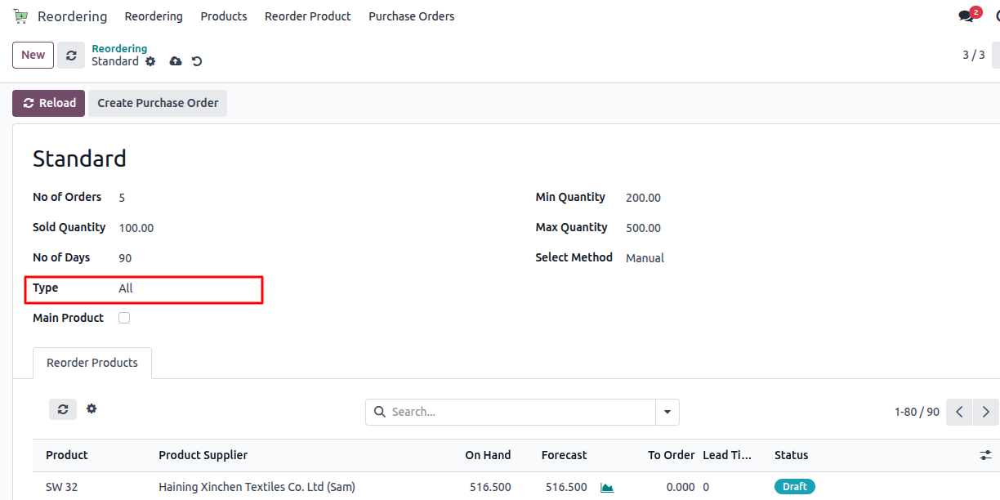 Reordering Reordering Products Reorder Product Purchase Orders 2
New Reordering
Standard 3 / 3
Reload Create Purchase Order
Standard
No of Orders 5 Min Quantity 200.00
Sold Quantity 100.00 Max Quantity 500.00
No of Days 90 Select Method Manual
Type All
Main Product
Reorder Products
Search... 1-80 / 90
Product Product Supplier On Hand Forecast To Order Lead Ti... Status
SW 32 Haining Xinchen Textiles Co. Ltd (Sam) 516.500 516.500 0.000 0 Draft